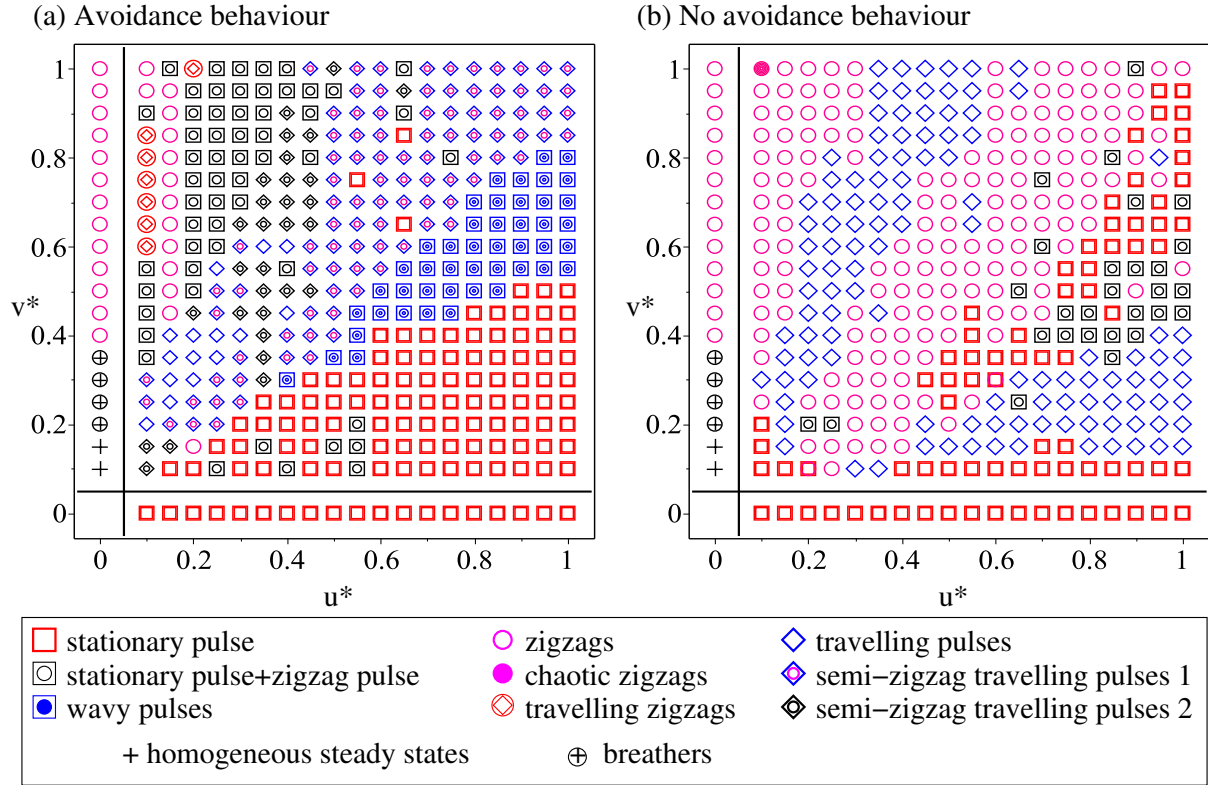 (a) Avoidance behaviour
(b) No avoidance behaviour
1
0.8
0.6
v*
0.4
0.2
0
0 0.2 0.4 0.6 0.8 1
u*
1
0.8
0.6
v*
0.4
0.2
0
0 0.2 0.4 0.6 0.8 1
u*
stationary pulse
zigzags
travelling pulses
stationary pulse+zigzag pulse
chaotic zigzags
semi−zigzag travelling pulses 1
wavy pulses
travelling zigzags
semi−zigzag travelling pulses 2
+ homogeneous steady states
breathers